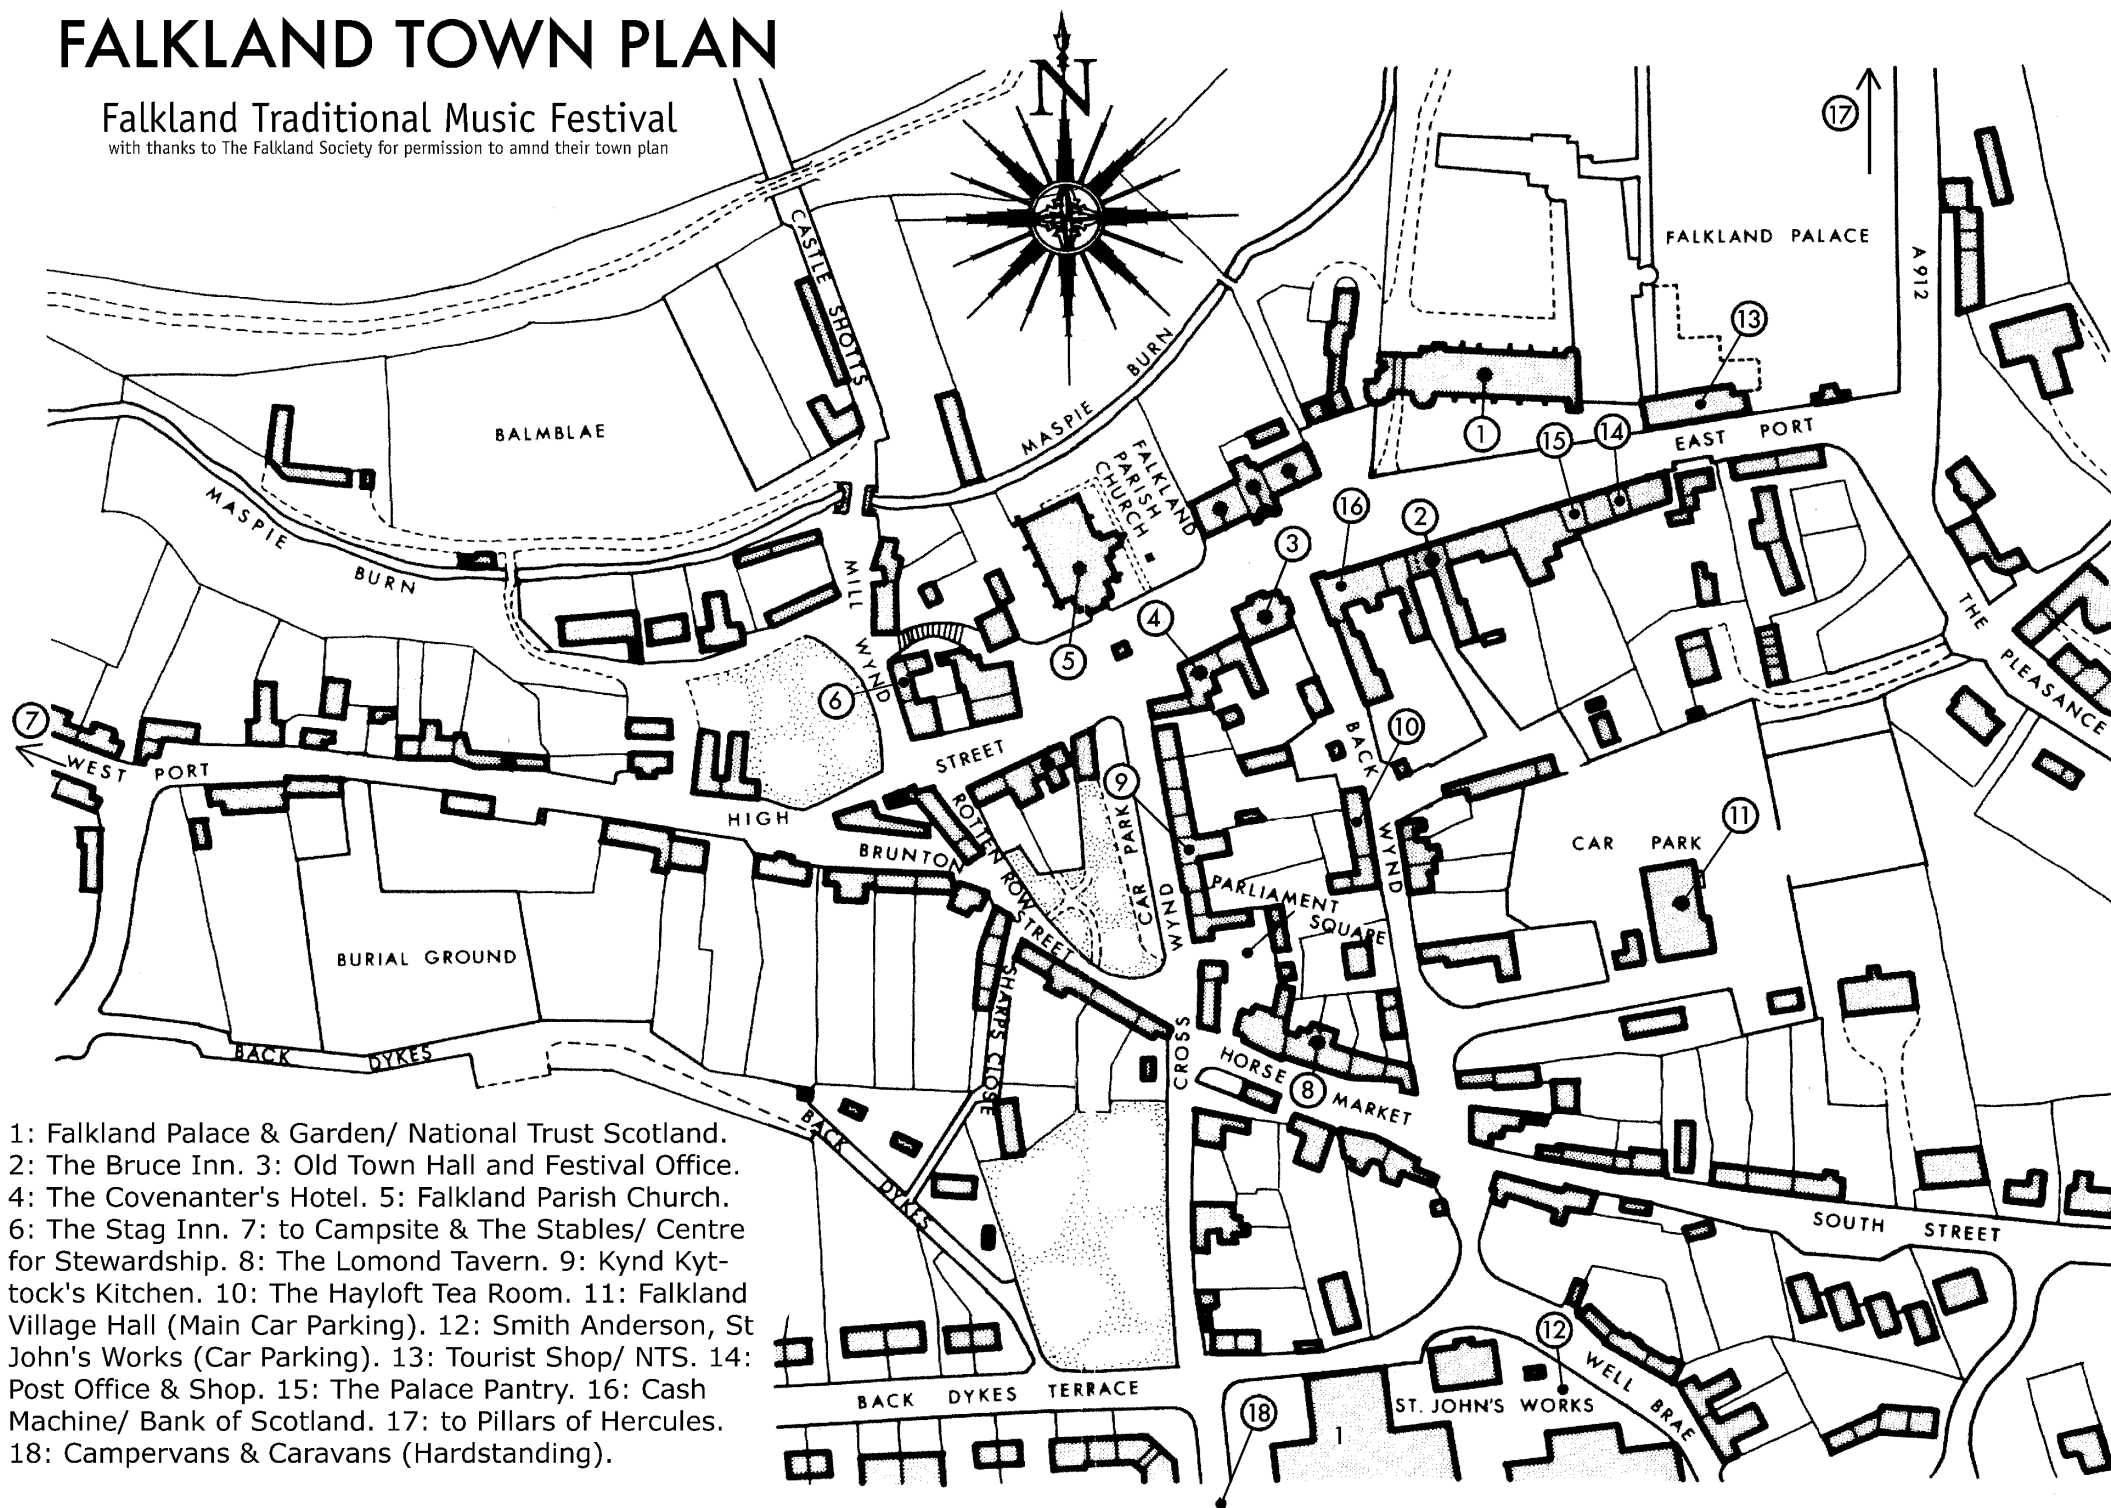 FALKLAND TOWN PLAN
Falkland Traditional Music Festival
with thanks to The Falkland Society for permission to amnd their town plan
N
17
CASTLE SHOTTS
FALKLAND PALACE
A 912
13
MASPIE BURN
BALMBLAE
1
15
14
EAST PORT
FALKLAND
PARISH
CHURCH
MASPIE BURN
16
2
3
MILL WYND
4
5
6
THE PLEASANCE
7
WEST PORT
HIGH STREET
BACK WYND
10
9
ROTTEN ROW
CAR PARK
CAR PARK
11
BRUNTON STREET
PARLIAMENT
SQUARE
CROSS WYND
BURIAL GROUND
SHARPS CLOSE
BACK DYKES
HORSE MARKET
8
BACK DYKES
SOUTH STREET
12
WELL BRAE
BACK DYKES TERRACE
ST. JOHN'S WORKS
18
1
1: Falkland Palace & Garden/ National Trust Scotland.
2: The Bruce Inn. 3: Old Town Hall and Festival Office.
4: The Covenanter's Hotel. 5: Falkland Parish Church.
6: The Stag Inn. 7: to Campsite & The Stables/ Centre
for Stewardship. 8: The Lomond Tavern. 9: Kynd Kyt-
tock's Kitchen. 10: The Hayloft Tea Room. 11: Falkland
Village Hall (Main Car Parking). 12: Smith Anderson, St
John's Works (Car Parking). 13: Tourist Shop/ NTS. 14:
Post Office & Shop. 15: The Palace Pantry. 16: Cash
Machine/ Bank of Scotland. 17: to Pillars of Hercules.
18: Campervans & Caravans (Hardstanding).